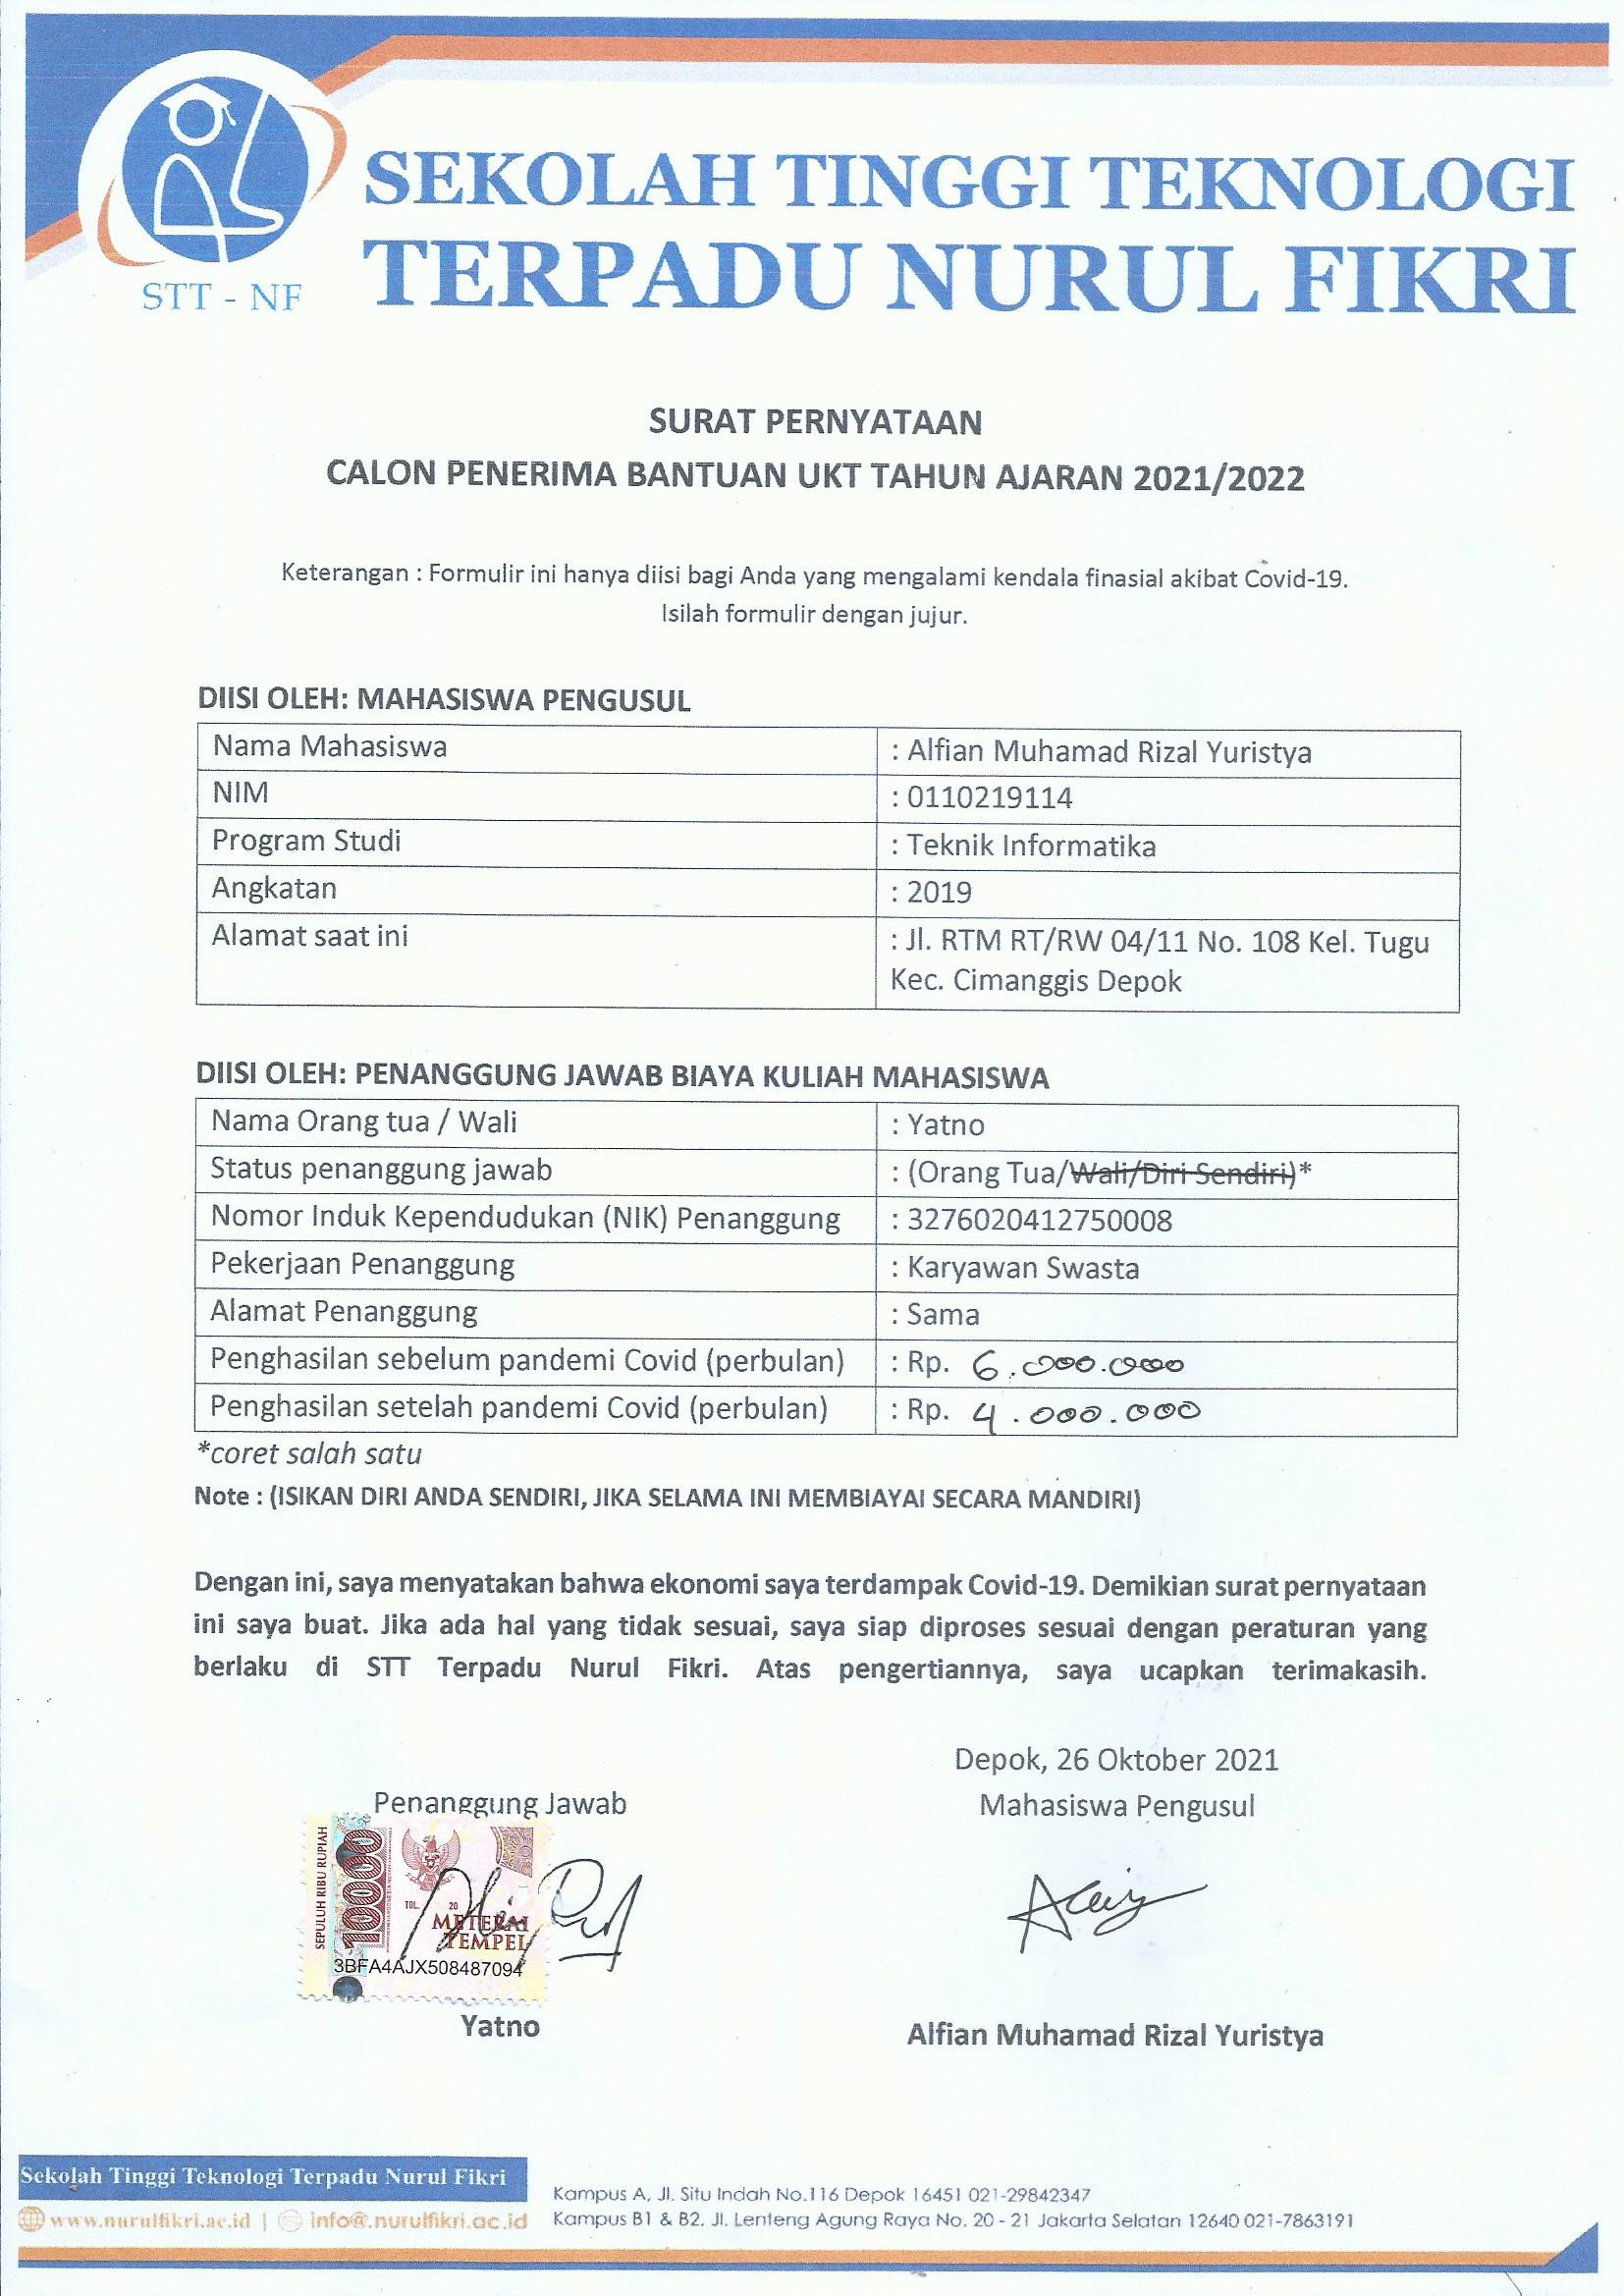 STT - NF
SEKOLAH TINGGI TEKNOLOGI
TERPADU NURUL FIKRI
SURAT PERNYATAAN
CALON PENERIMA BANTUAN UKT TAHUN AJARAN 2021/2022
Keterangan : Formulir ini hanya diisi bagi Anda yang mengalami kendala finasial akibat Covid-19.
Isilah formulir dengan jujur.
DIISI OLEH: MAHASISWA PENGUSUL
Nama Mahasiswa : Alfian Muhamad Rizal Yuristya
NIM : 0110219114
Program Studi : Teknik Informatika
Angkatan : 2019
Alamat saat ini : Jl. RTM RT/RW 04/11 No. 108 Kel. Tugu
Kec. Cimanggis Depok
DIISI OLEH: PENANGGUNG JAWAB BIAYA KULIAH MAHASISWA
Nama Orang tua / Wali : Yatno
Status penanggung jawab : (Orang Tua/Wali/Diri Sendiri)*
Nomor Induk Kependudukan (NIK) Penanggung : 3276020412750008
Pekerjaan Penanggung : Karyawan Swasta
Alamat Penanggung : Sama
Penghasilan sebelum pandemi Covid (perbulan) : Rp. 6.000.000
Penghasilan setelah pandemi Covid (perbulan) : Rp. 4.000.000
*coret salah satu
Note : (ISIKAN DIRI ANDA SENDIRI, JIKA SELAMA INI MEMBIAYAI SECARA MANDIRI)
Dengan ini, saya menyatakan bahwa ekonomi saya terdampak Covid-19. Demikian surat pernyataan
ini saya buat. Jika ada hal yang tidak sesuai, saya siap diproses sesuai dengan peraturan yang
berlaku di STT Terpadu Nurul Fikri. Atas pengertiannya, saya ucapkan terimakasih.
Depok, 26 Oktober 2021
Penanggung Jawab
Mahasiswa Pengusul
SEPULUH RIBU RUPIAH
10000
TGL. 20
METERAI
TEMPEL
3BFA4AJX508487094
Yatno
Alfian Muhamad Rizal Yuristya
Sekolah Tinggi Teknologi Terpadu Nurul Fikri
www.nurulfikri.ac.id | info@.nurulfikri.ac.id
Kampus A, Jl. Situ Indah No.116 Depok 16451 021-29842347
Kampus B1 & B2. Jl. Lenteng Agung Raya No. 20 - 21 Jakarta Selatan 12640 021-7863191